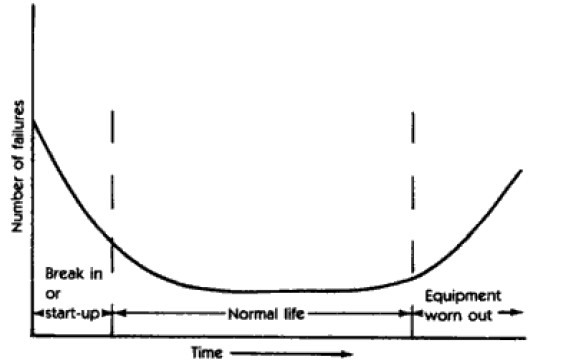 Number of failures
Break in
or
start-up
Normal life
Equipment
worn out
Time